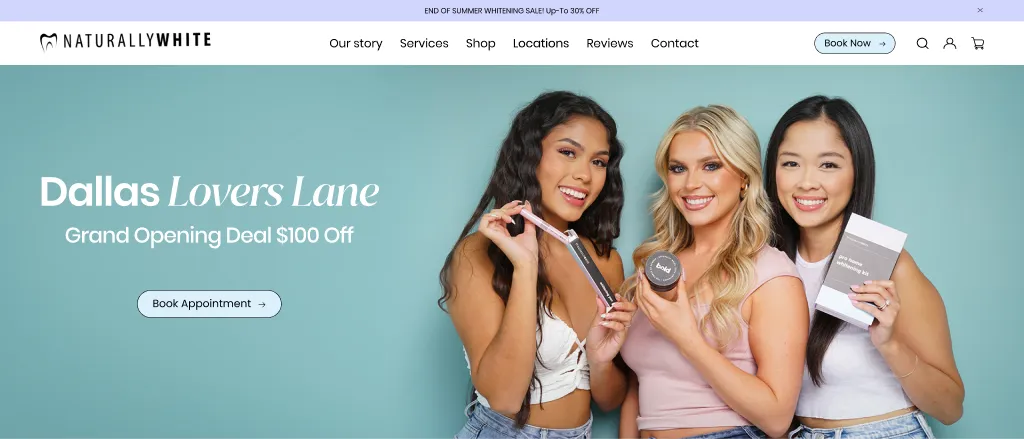 END OF SUMMER WHITENING SALE! Up-To 30% OFF
×
NATURALLYWHITE
Our story
Services
Shop
Locations
Reviews
Contact
Book Now →
Dallas Lovers Lane
Grand Opening Deal $100 Off
Book Appointment →
bold
pro home
whitening kit